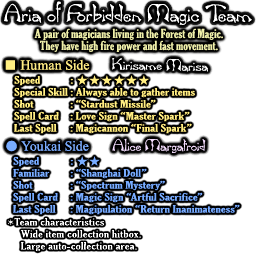 Aria of Forbidden Magic Team
A pair of magicians living in the Forest of Magic.
They have high fire power and fast movement.
Human Side Kirisame Marisa
Speed : ★★★★★★
Special Skill : Always able to gather items
Shot : "Stardust Missile"
Spell Card : Love Sign "Master Spark"
Last Spell : Magicannon "Final Spark"
Youkai Side Alice Margatroid
Speed : ★★
Familiar : "Shanghai Doll"
Shot : "Spectrum Mystery"
Spell Card : Magic Sign "Artful Sacrifice"
Last Spell : Magipulation "Return Inanimateness"
*Team characteristics
Wide item collection hitbox.
Large auto-collection area.